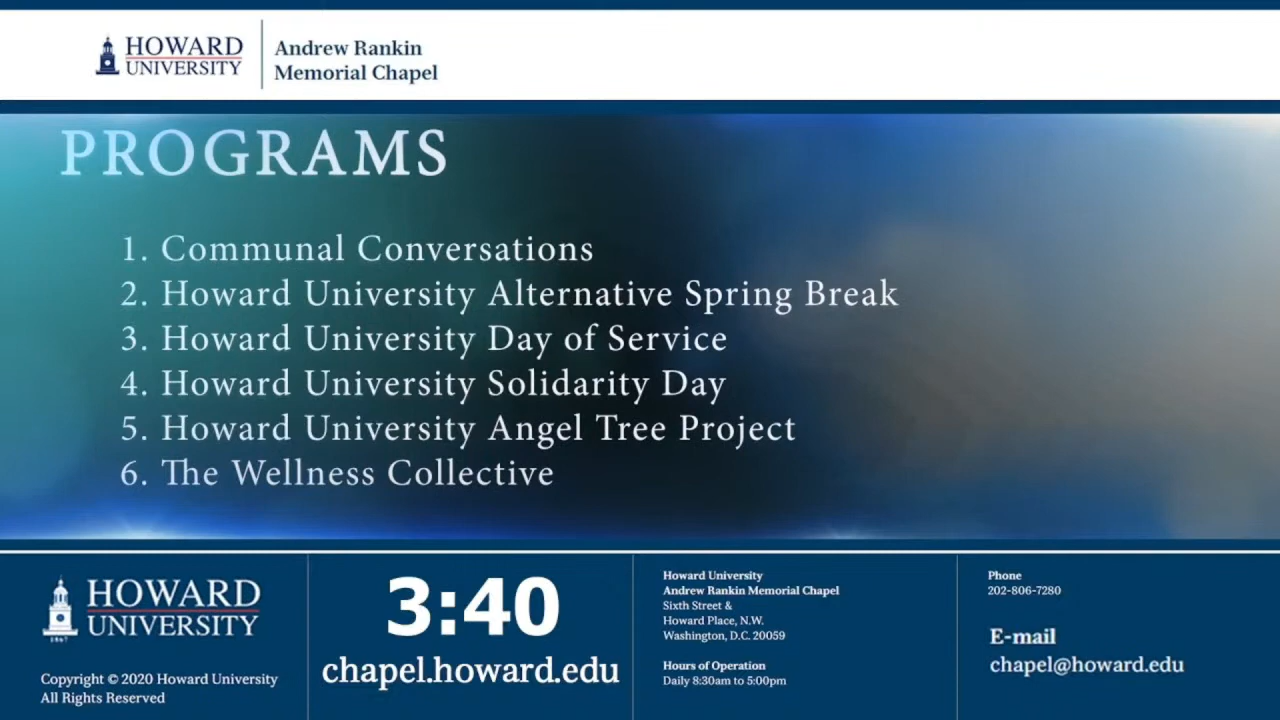 HOWARD
UNIVERSITY
Andrew Rankin
Memorial Chapel
PROGRAMS
1. Communal Conversations
2. Howard University Alternative Spring Break
3. Howard University Day of Service
4. Howard University Solidarity Day
5. Howard University Angel Tree Project
6. The Wellness Collective
HOWARD
UNIVERSITY
1867
Copyright © 2020 Howard University
All Rights Reserved
3:40
chapel.howard.edu
Howard University
Andrew Rankin Memorial Chapel
Sixth Street &
Howard Place, N.W.
Washington, D.C. 20059
Hours of Operation
Daily 8:30am to 5:00pm
Phone
202-806-7280
E-mail
chapel@howard.edu